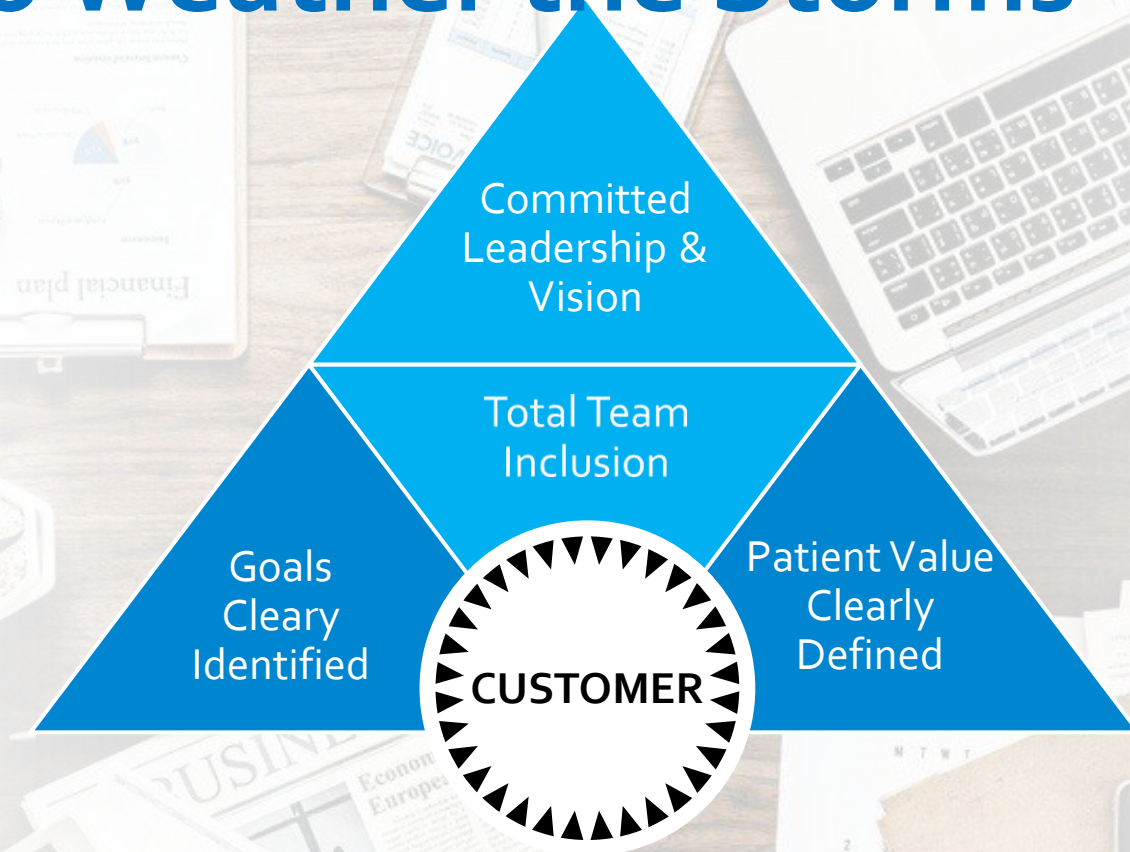 Weather the Storms
Committed
Leadership &
Vision
Total Team
Inclusion
Goals
Cleary
Identified
Patient Value
Clearly
Defined
CUSTOMER
Financial plan
BUSINE
Econom
Europe
M T W T
2